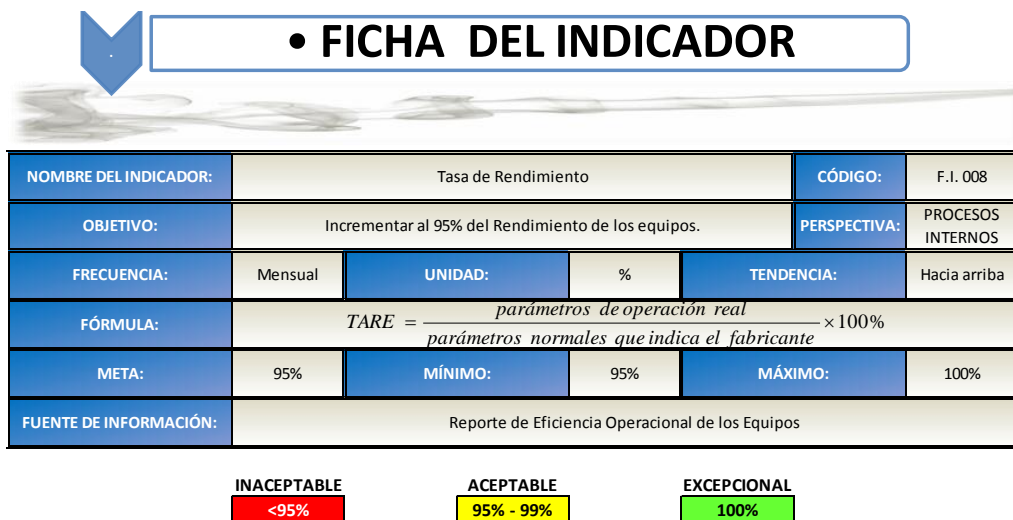 • FICHA DEL INDICADOR
NOMBRE DEL INDICADOR: Tasa de Rendimiento CÓDIGO: F.I. 008
OBJETIVO: Incrementar al 95% del Rendimiento de los equipos. PERSPECTIVA: PROCESOS INTERNOS
FRECUENCIA: Mensual UNIDAD: % TENDENCIA: Hacia arriba
FÓRMULA: TARE = parámetros de operación real / parámetros normales que indica el fabricante × 100%
META: 95% MÍNIMO: 95% MÁXIMO: 100%
FUENTE DE INFORMACIÓN: Reporte de Eficiencia Operacional de los Equipos
INACEPTABLE ACEPTABLE EXCEPCIONAL
<95% 95% - 99% 100%